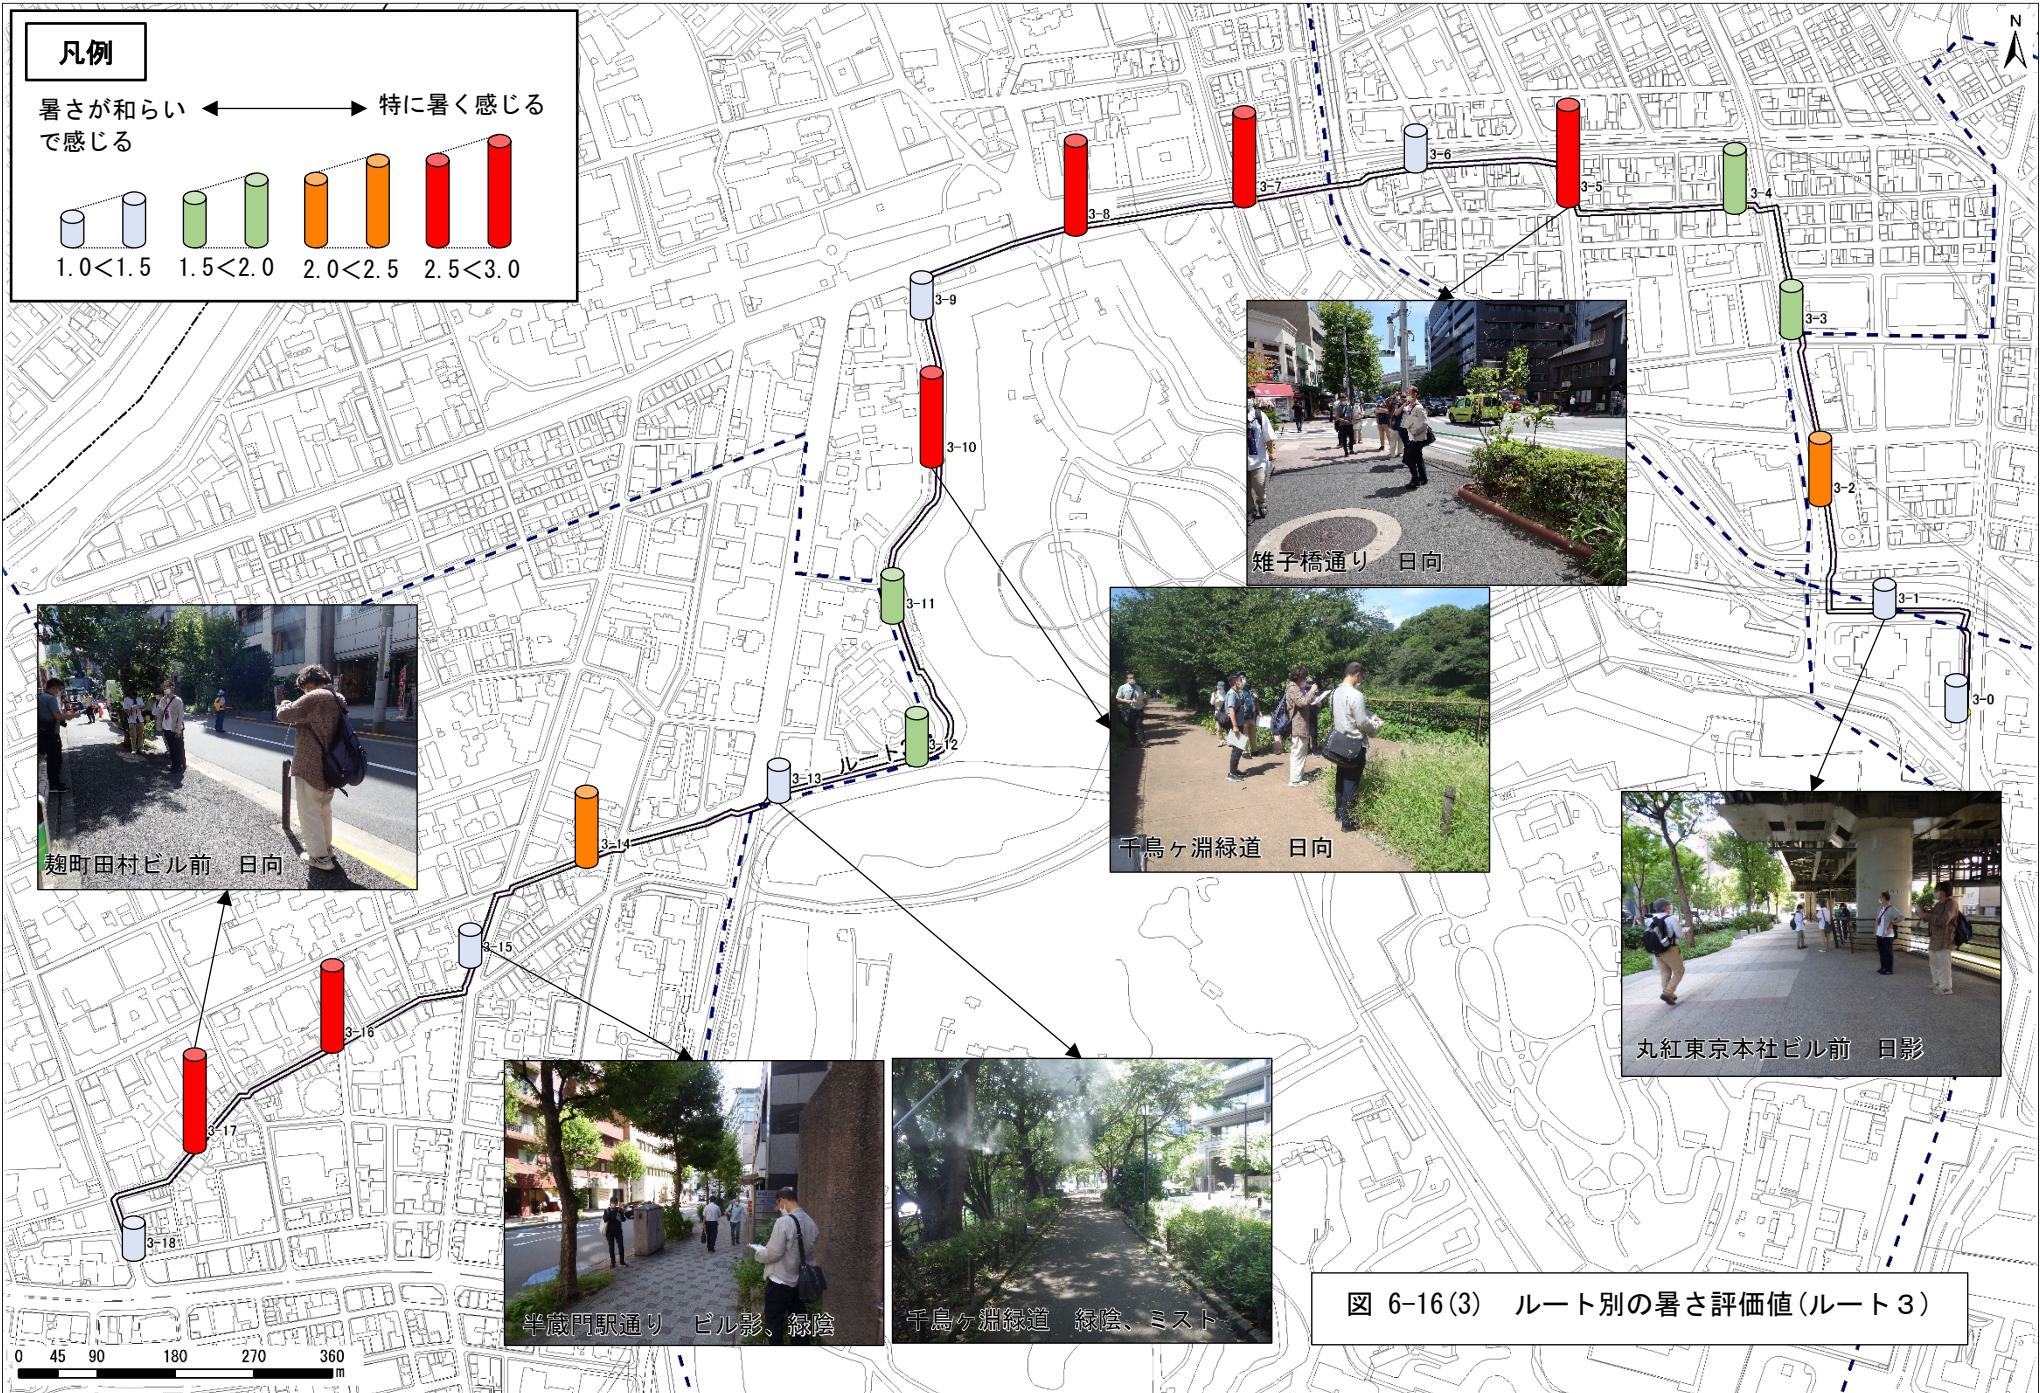 凡例
暑さが和らい
で感じる
特に暑く感じる
1.0<1.5
1.5<2.0
2.0<2.5
2.5<3.0
N
3-6
3-5
3-4
3-7
3-8
3-9
3-3
3-10
3-2
3-11
3-1
3-0
3-12
ルート
3-13
3-14
3-15
3-16
3-17
3-18
雉子橋通り 日向
千鳥ヶ淵緑道 日向
麹町田村ビル前 日向
丸紅東京本社ビル前 日影
半蔵門駅通り ビル影、緑陰
千鳥ヶ淵緑道 緑陰、ミスト
図 6-16(3) ルート別の暑さ評価値(ルート３)
0 45 90 180 270 360
m